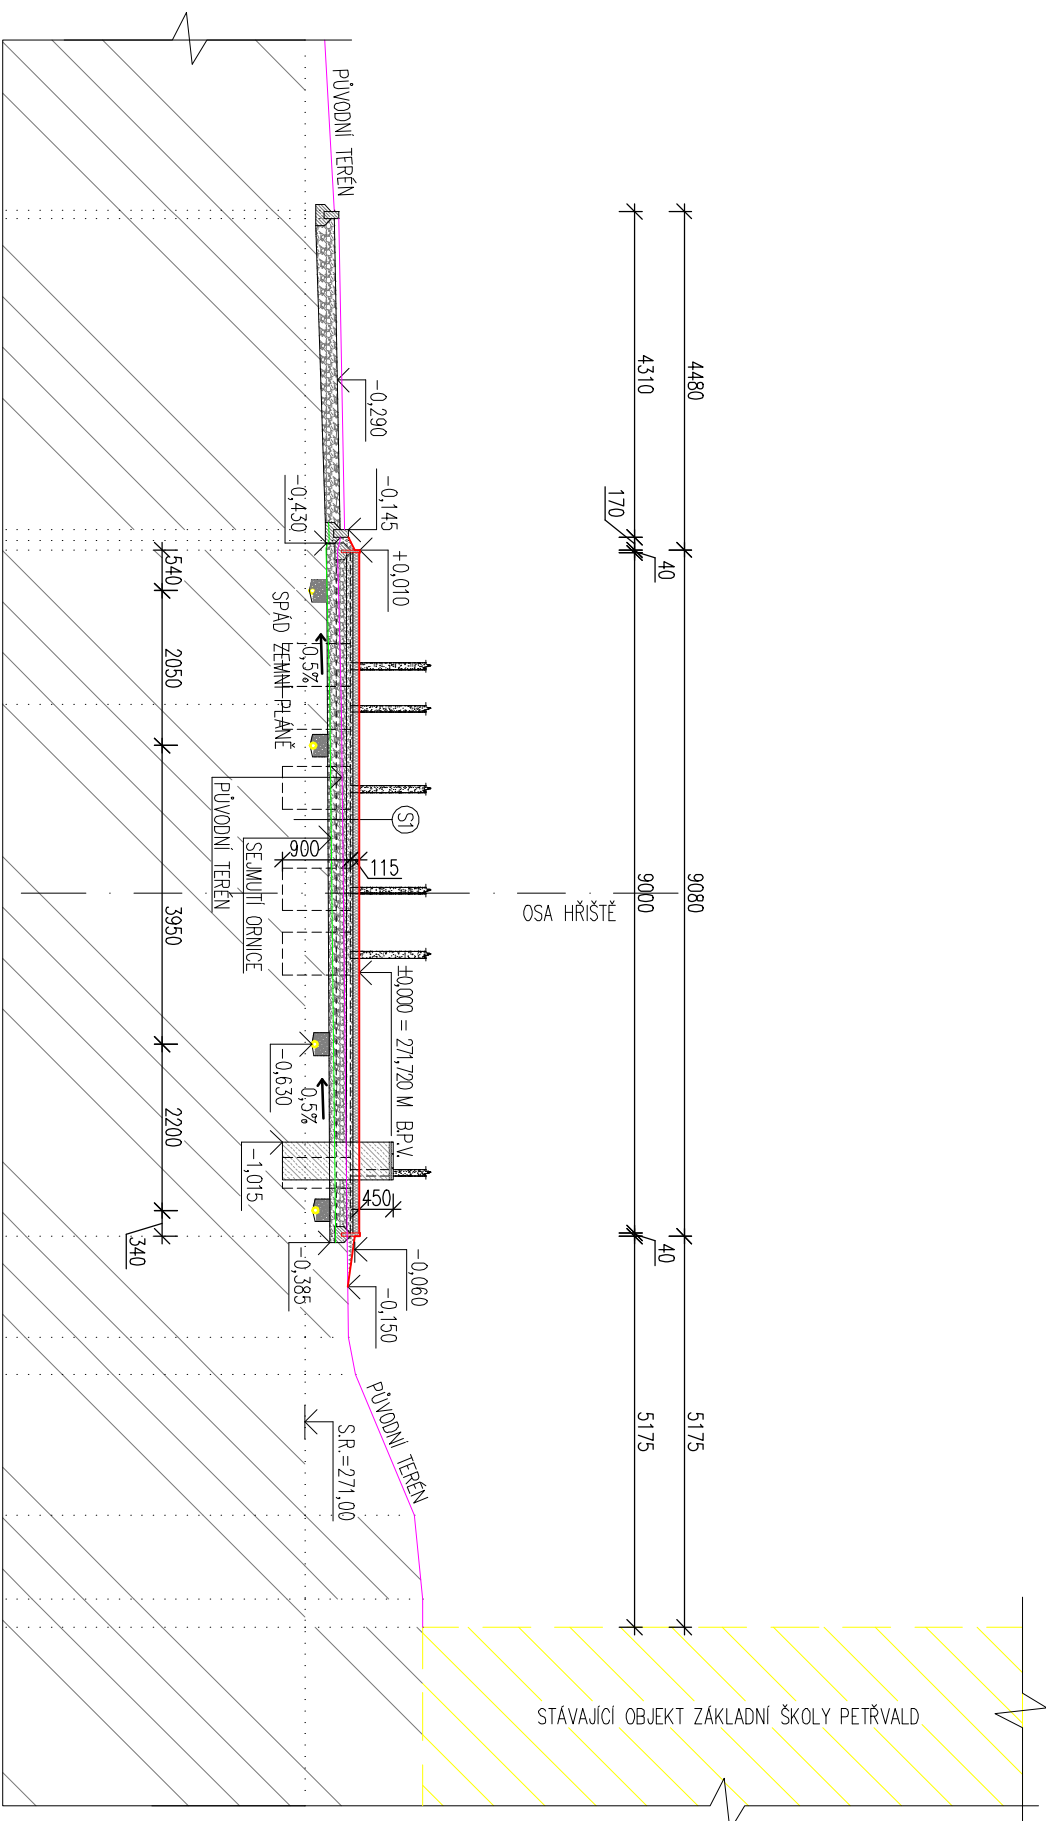 4480
9080
5175
4310
170
40
9000
40
5175
OSA HŘIŠTĚ
STÁVAJÍCÍ OBJEKT ZÁKLADNÍ ŠKOLY PETŘVALD
PŮVODNÍ TERÉN
-0,290
-0,145
-0,430
+0,010
S1
115
900
±0,000 = 271,720 M B.P.V.
450
-0,060
-0,150
-0,385
PŮVODNÍ TERÉN
S.R.=271,00
0,5%
SPÁD ZEMNÍ PLÁNĚ
PŮVODNÍ TERÉN
SEJMUTÍ ORNICE
-0,630
0,5%
-1,015
540
2050
3950
2200
340